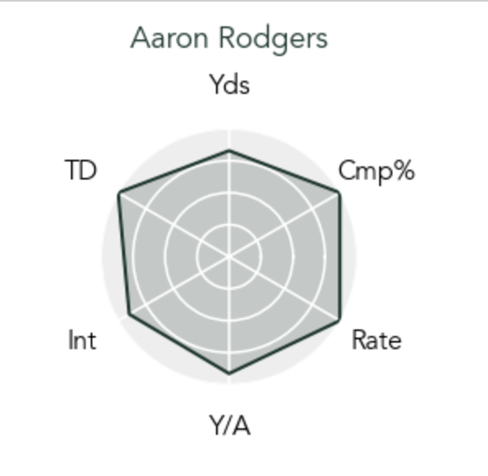 Aaron Rodgers
Yds
TD
Cmp%
Int
Rate
Y/A